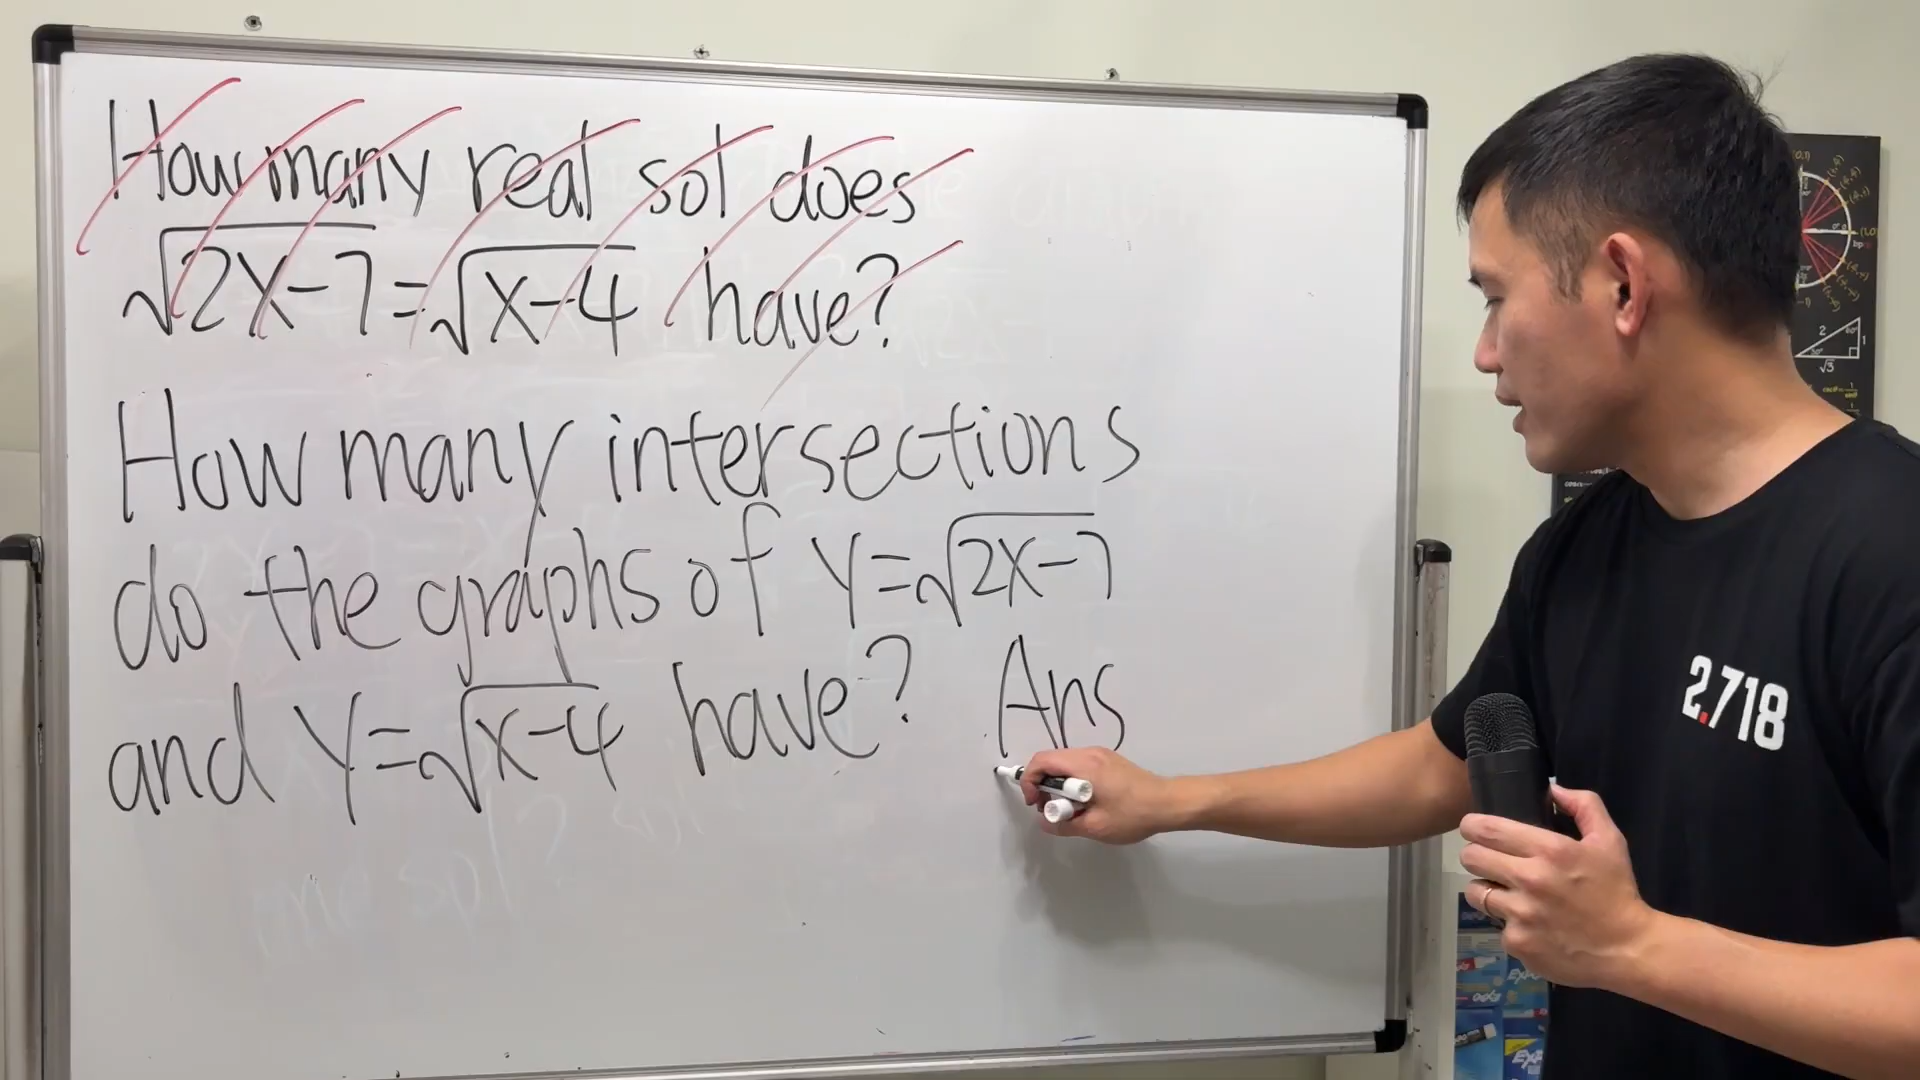 How many real sol does
√2x-7 = √x-4 have?
How many intersections
do the graphs of y=√2x-7
and y=√x-4 have? Ans
2.718